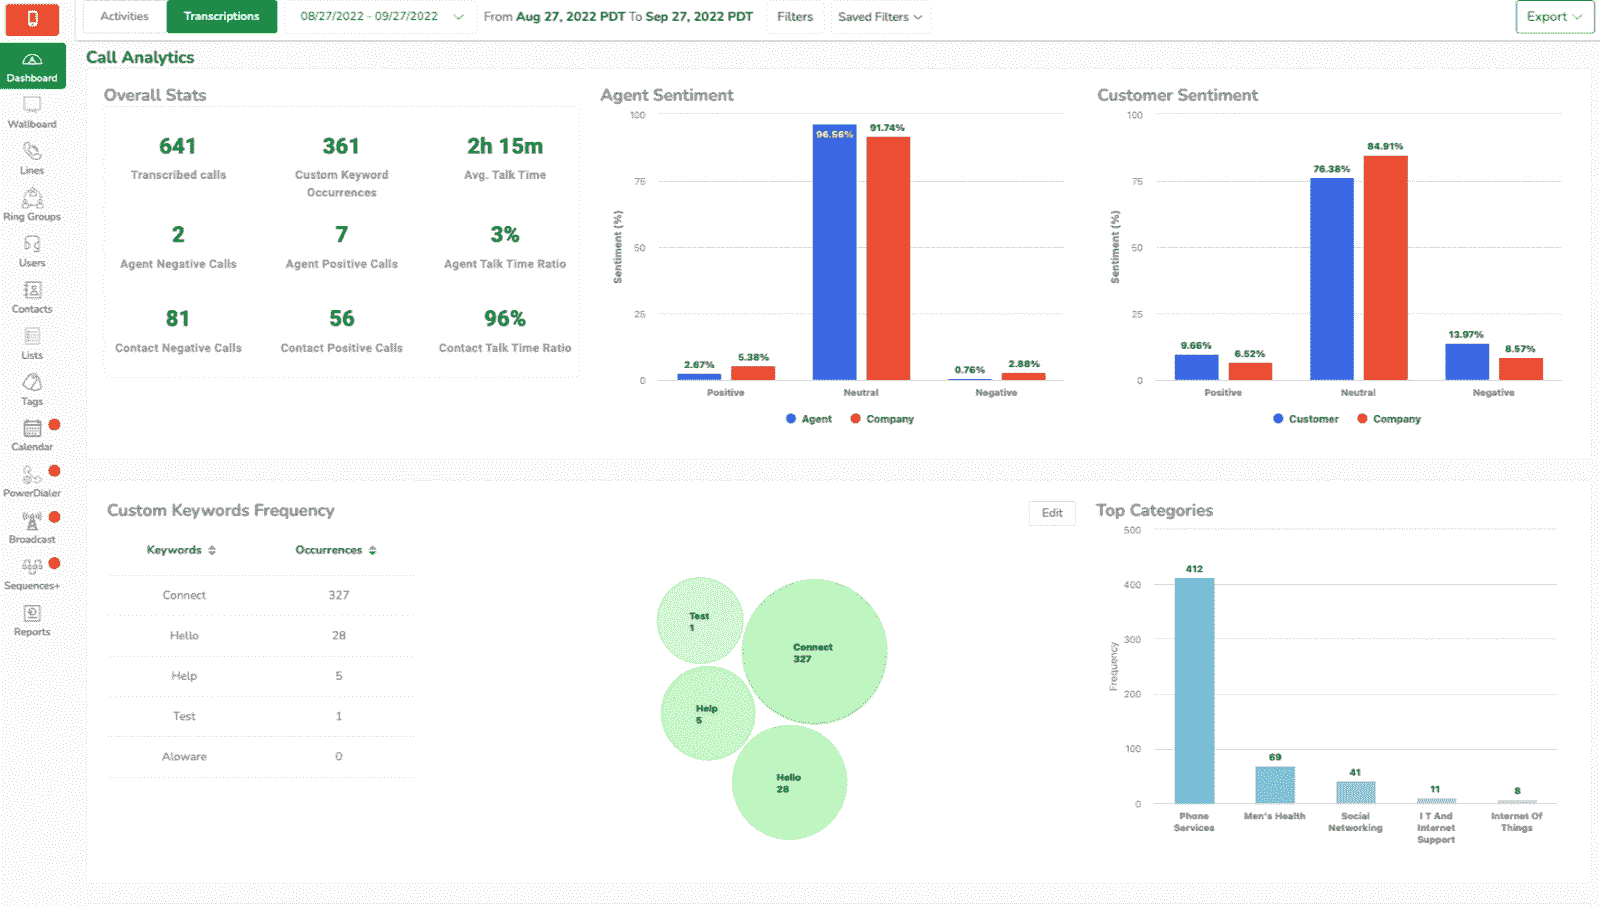 Activities
Transcriptions
08/27/2022 - 09/27/2022
From Aug 27, 2022 PDT To Sep 27, 2022 PDT
Filters
Saved Filters
Export
Dashboard
Wallboard
Lines
Ring Groups
Users
Contacts
Lists
Tags
Calendar
PowerDialer
Broadcast
Sequences+
Reports
Call Analytics
Overall Stats
641
Transcribed calls
361
Custom Keyword
Occurrences
2h 15m
Avg. Talk Time
2
Agent Negative Calls
7
Agent Positive Calls
3%
Agent Talk Time Ratio
81
Contact Negative Calls
56
Contact Positive Calls
96%
Contact Talk Time Ratio
Agent Sentiment
Sentiment (%)
100
75
50
25
0
2.67%
5.38%
96.56%
91.74%
0.76%
2.88%
Positive
Neutral
Negative
Agent
Company
Customer Sentiment
Sentiment (%)
100
75
50
25
0
9.66%
6.52%
76.38%
84.91%
13.97%
8.57%
Positive
Neutral
Negative
Customer
Company
Custom Keywords Frequency
Edit
Keywords
Occurrences
Connect 327
Hello 28
Help 5
Test 1
Aloware 0
Test
1
Connect
327
Help
5
Hello
28
Top Categories
Frequency
500
400
300
200
100
0
412
69
41
11
8
Phone
Services
Men's Health
Social
Networking
I T And
Internet
Support
Internet Of
Things